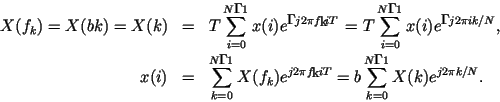 X(f_k) = X(bk) = X(k) = T \sum_{i=0}^{NΓ1} x(i)e^{Γj2πf_k iT} = T \sum_{i=0}^{NΓ1} x(i)e^{Γj2πik/N},
x(i) = \sum_{k=0}^{NΓ1} X(f_k)e^{j2πf_k iT} = b \sum_{k=0}^{NΓ1} X(k)e^{j2πk/N}.